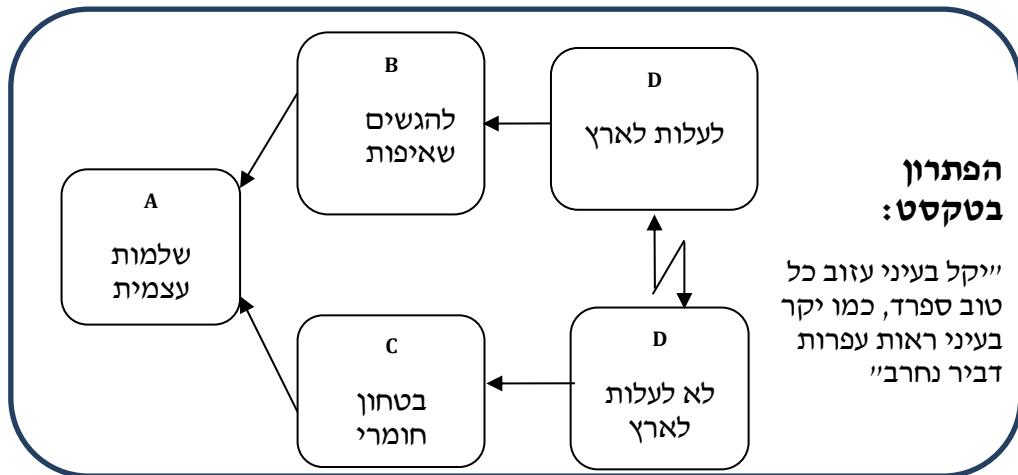 הפתרון
בטקסט:
״יקל בעיני עזוב כל
טוב ספרד, כמו יקר
בעיני ראות עפרות
דביר נחרב״
D
לעלות לארץ
B
להגשים
שאיפות
A
שלמות
עצמית
D
לא לעלות
לארץ
C
בטחון
חומרי